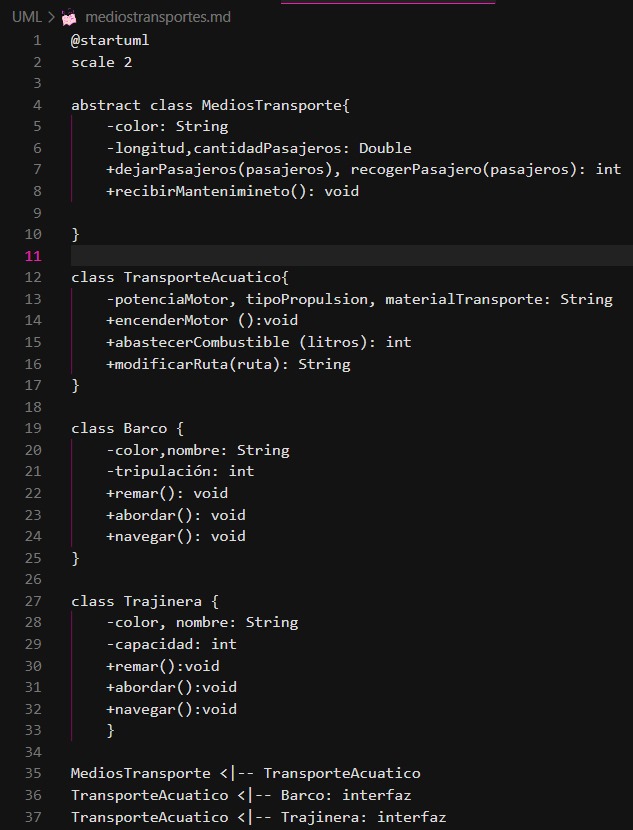 UML > mediostransportes.md
1 @startuml
2 scale 2
3
4 abstract class MediosTransporte{
5 -color: String
6 -longitud,cantidadPasajeros: Double
7 +dejarPasajeros(pasajeros), recogerPasajero(pasajeros): int
8 +recibirMantenimineto(): void
9
10 }
11
12 class TransporteAcuatico{
13 -potenciaMotor, tipoPropulsion, materialTransporte: String
14 +encenderMotor ():void
15 +abastecerCombustible (litros): int
16 +modificarRuta(ruta): String
17 }
18
19 class Barco {
20 -color,nombre: String
21 -tripulación: int
22 +remar(): void
23 +abordar(): void
24 +navegar(): void
25 }
26
27 class Trajinera {
28 -color, nombre: String
29 -capacidad: int
30 +remar():void
31 +abordar():void
32 +navegar():void
33 }
34
35 MediosTransporte <|-- TransporteAcuatico
36 TransporteAcuatico <|-- Barco: interfaz
37 TransporteAcuatico <|-- Trajinera: interfaz